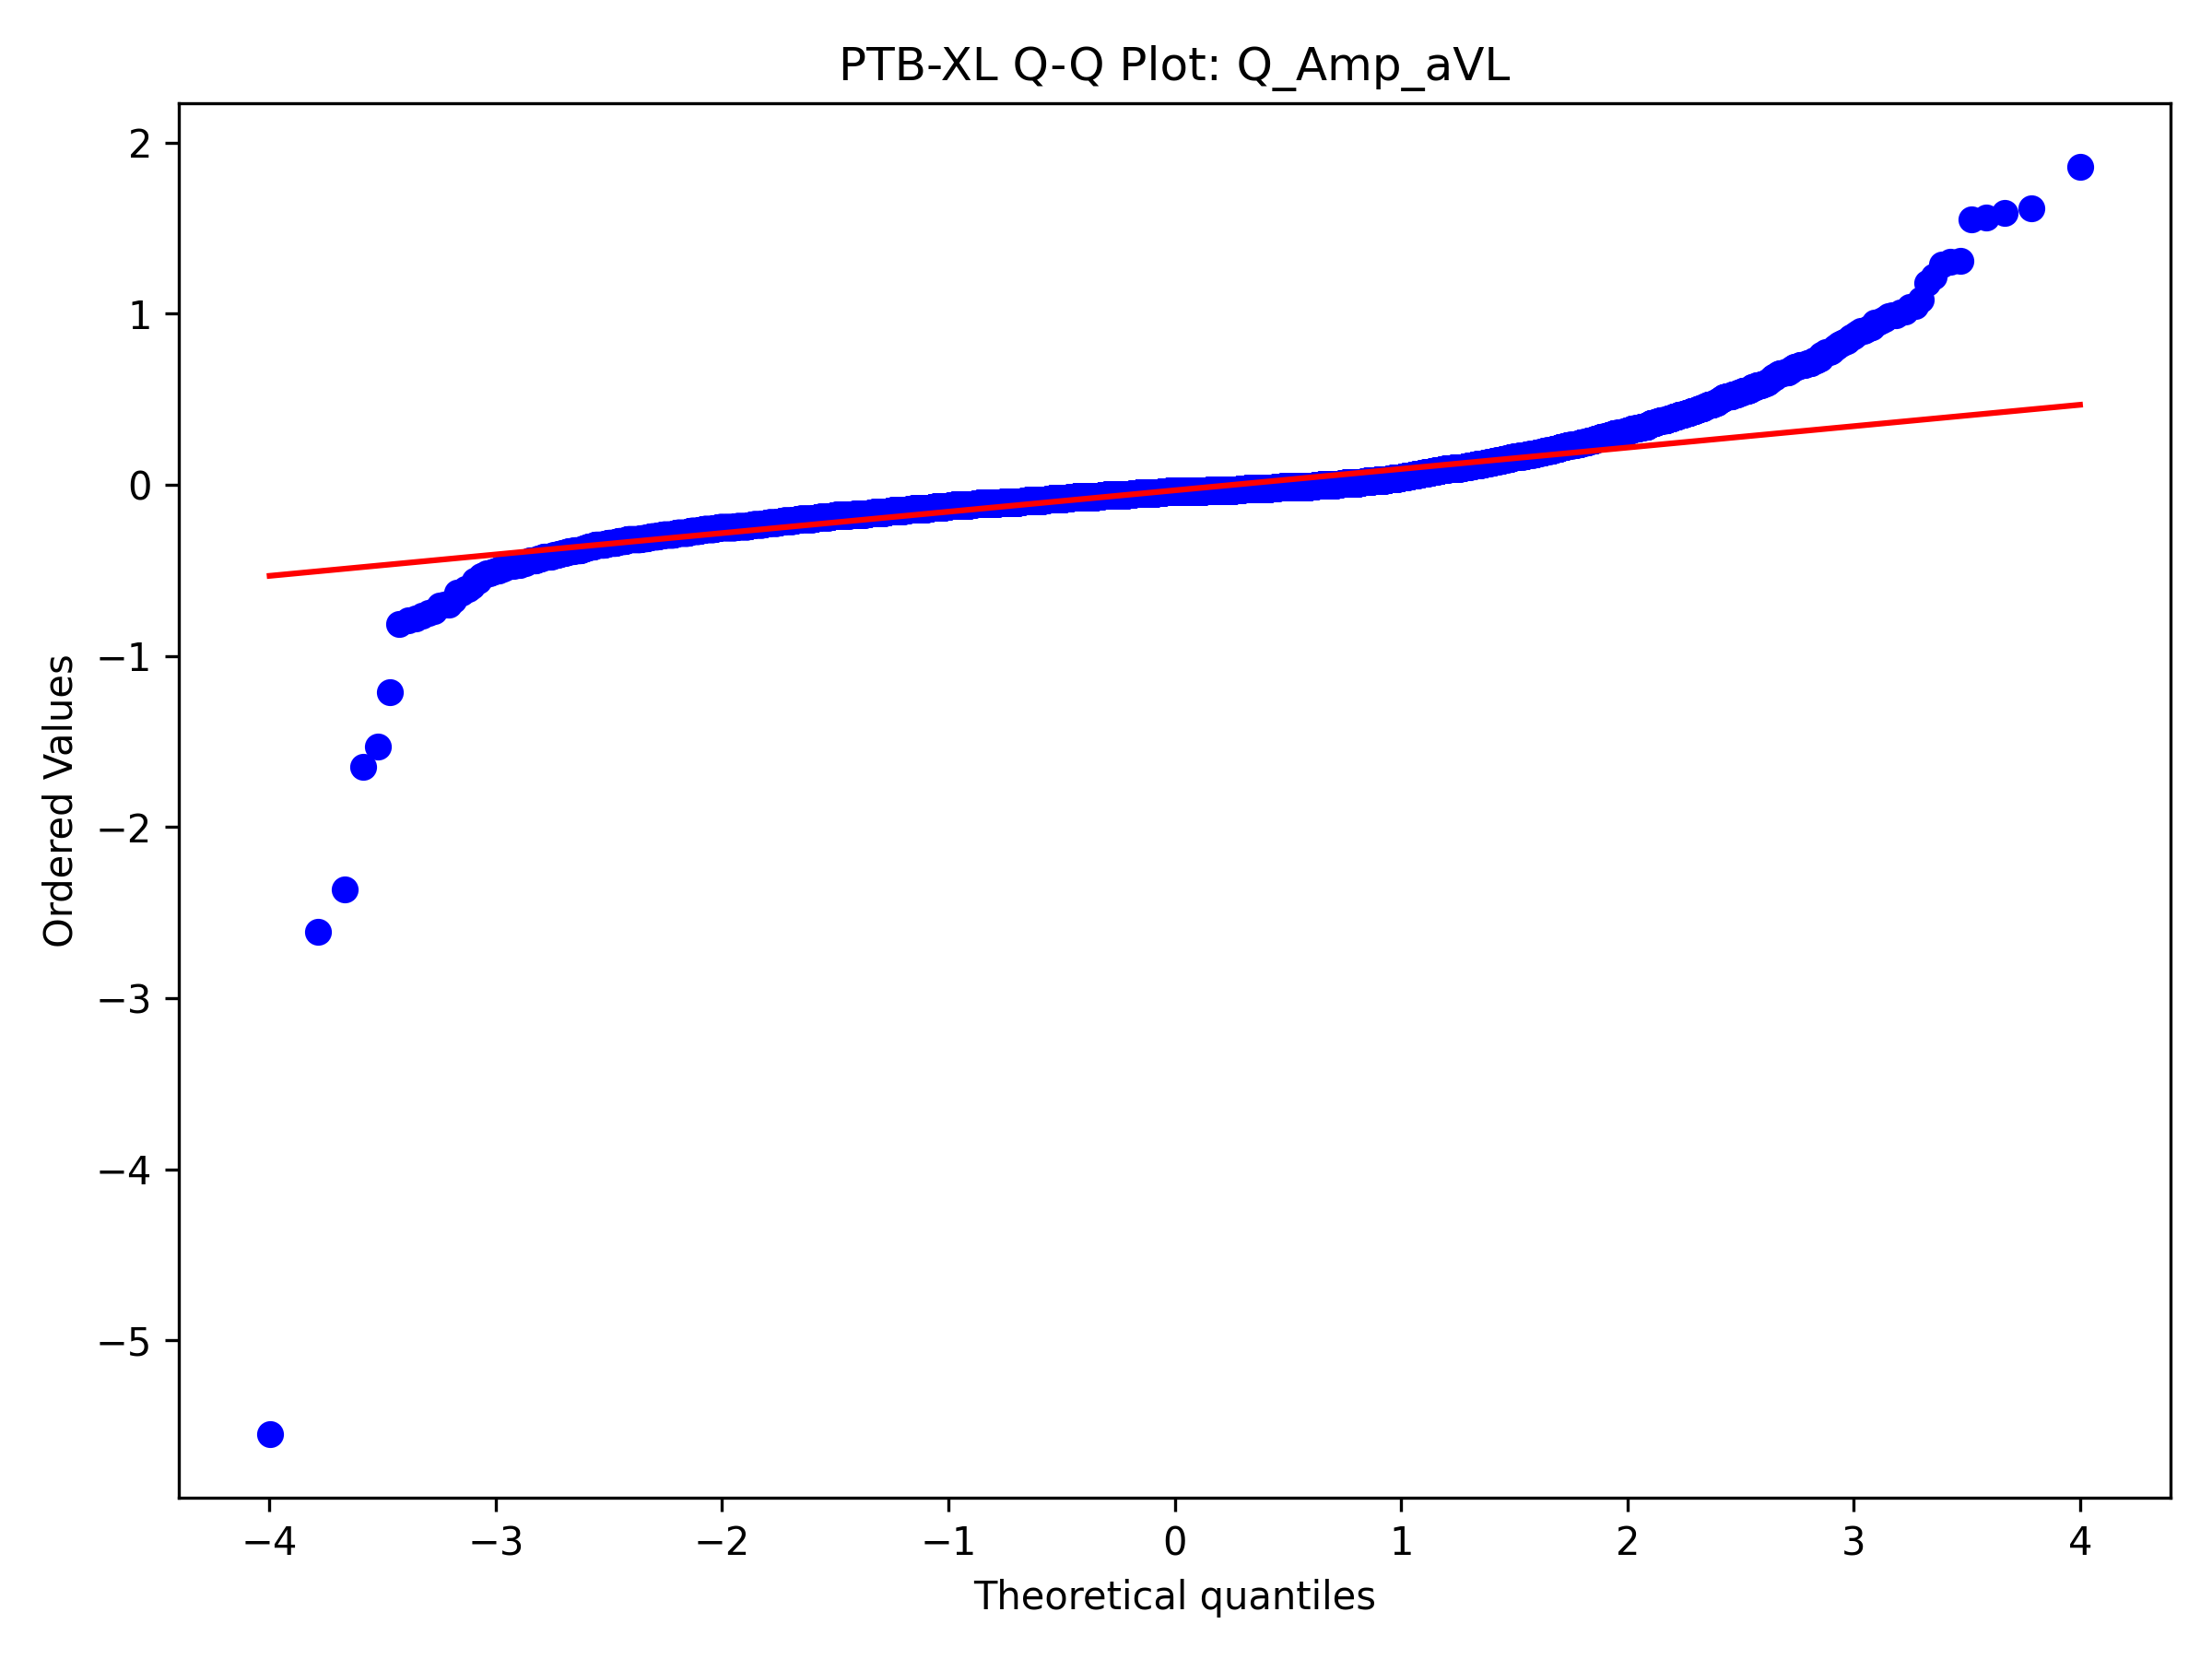 PTB-XL Q-Q Plot: Q_Amp_aVL
2
1
0
−1
−2
−3
−4
−5
Ordered Values
−4 −3 −2 −1 0 1 2 3 4
Theoretical quantiles